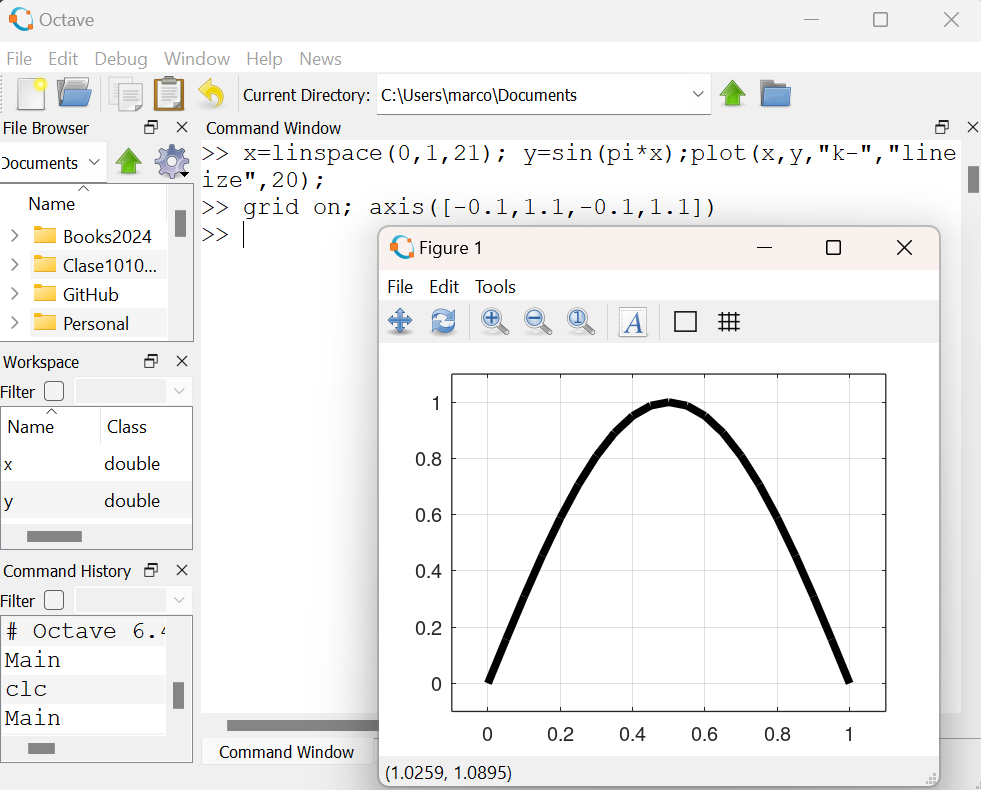 Octave
File Edit Debug Window Help News
Current Directory: C:\Users\marco\Documents
File Browser
Documents
Name
Books2024
Clase1010...
GitHub
Personal
Workspace
Filter
Name Class
x double
y double
Command History
Filter
# Octave 6.4
Main
clc
Main
Command Window
>> x=linspace(0,1,21); y=sin(pi*x);plot(x,y,"k-","line
ize",20);
>> grid on; axis([-0.1,1.1,-0.1,1.1])
>>
Command Window
Figure 1
File Edit Tools
A
1
0.8
0.6
0.4
0.2
0
0 0.2 0.4 0.6 0.8 1
(1.0259, 1.0895)